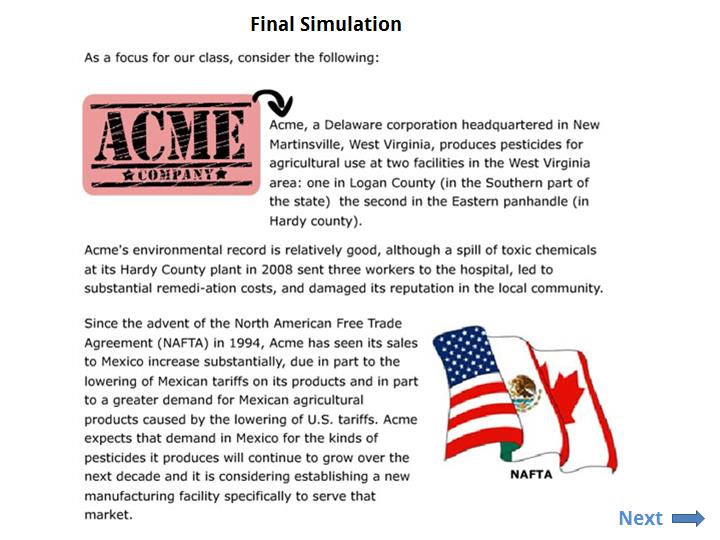 Final Simulation
As a focus for our class, consider the following:
ACME
COMPANY
Acme, a Delaware corporation headquartered in New
Martinsville, West Virginia, produces pesticides for
agricultural use at two facilities in the West Virginia
area: one in Logan County (in the Southern part of
the state)  the second in the Eastern panhandle (in
Hardy county).
Acme's environmental record is relatively good, although a spill of toxic chemicals
at its Hardy County plant in 2008 sent three workers to the hospital, led to
substantial remedi-ation costs, and damaged its reputation in the local community.
Since the advent of the North American Free Trade
Agreement (NAFTA) in 1994, Acme has seen its sales
to Mexico increase substantially, due in part to the
lowering of Mexican tariffs on its products and in part
to a greater demand for Mexican agricultural
products caused by the lowering of U.S. tariffs. Acme
expects that demand in Mexico for the kinds of
pesticides it produces will continue to grow over the
next decade and it is considering establishing a new
manufacturing facility specifically to serve that
market.
NAFTA
Next